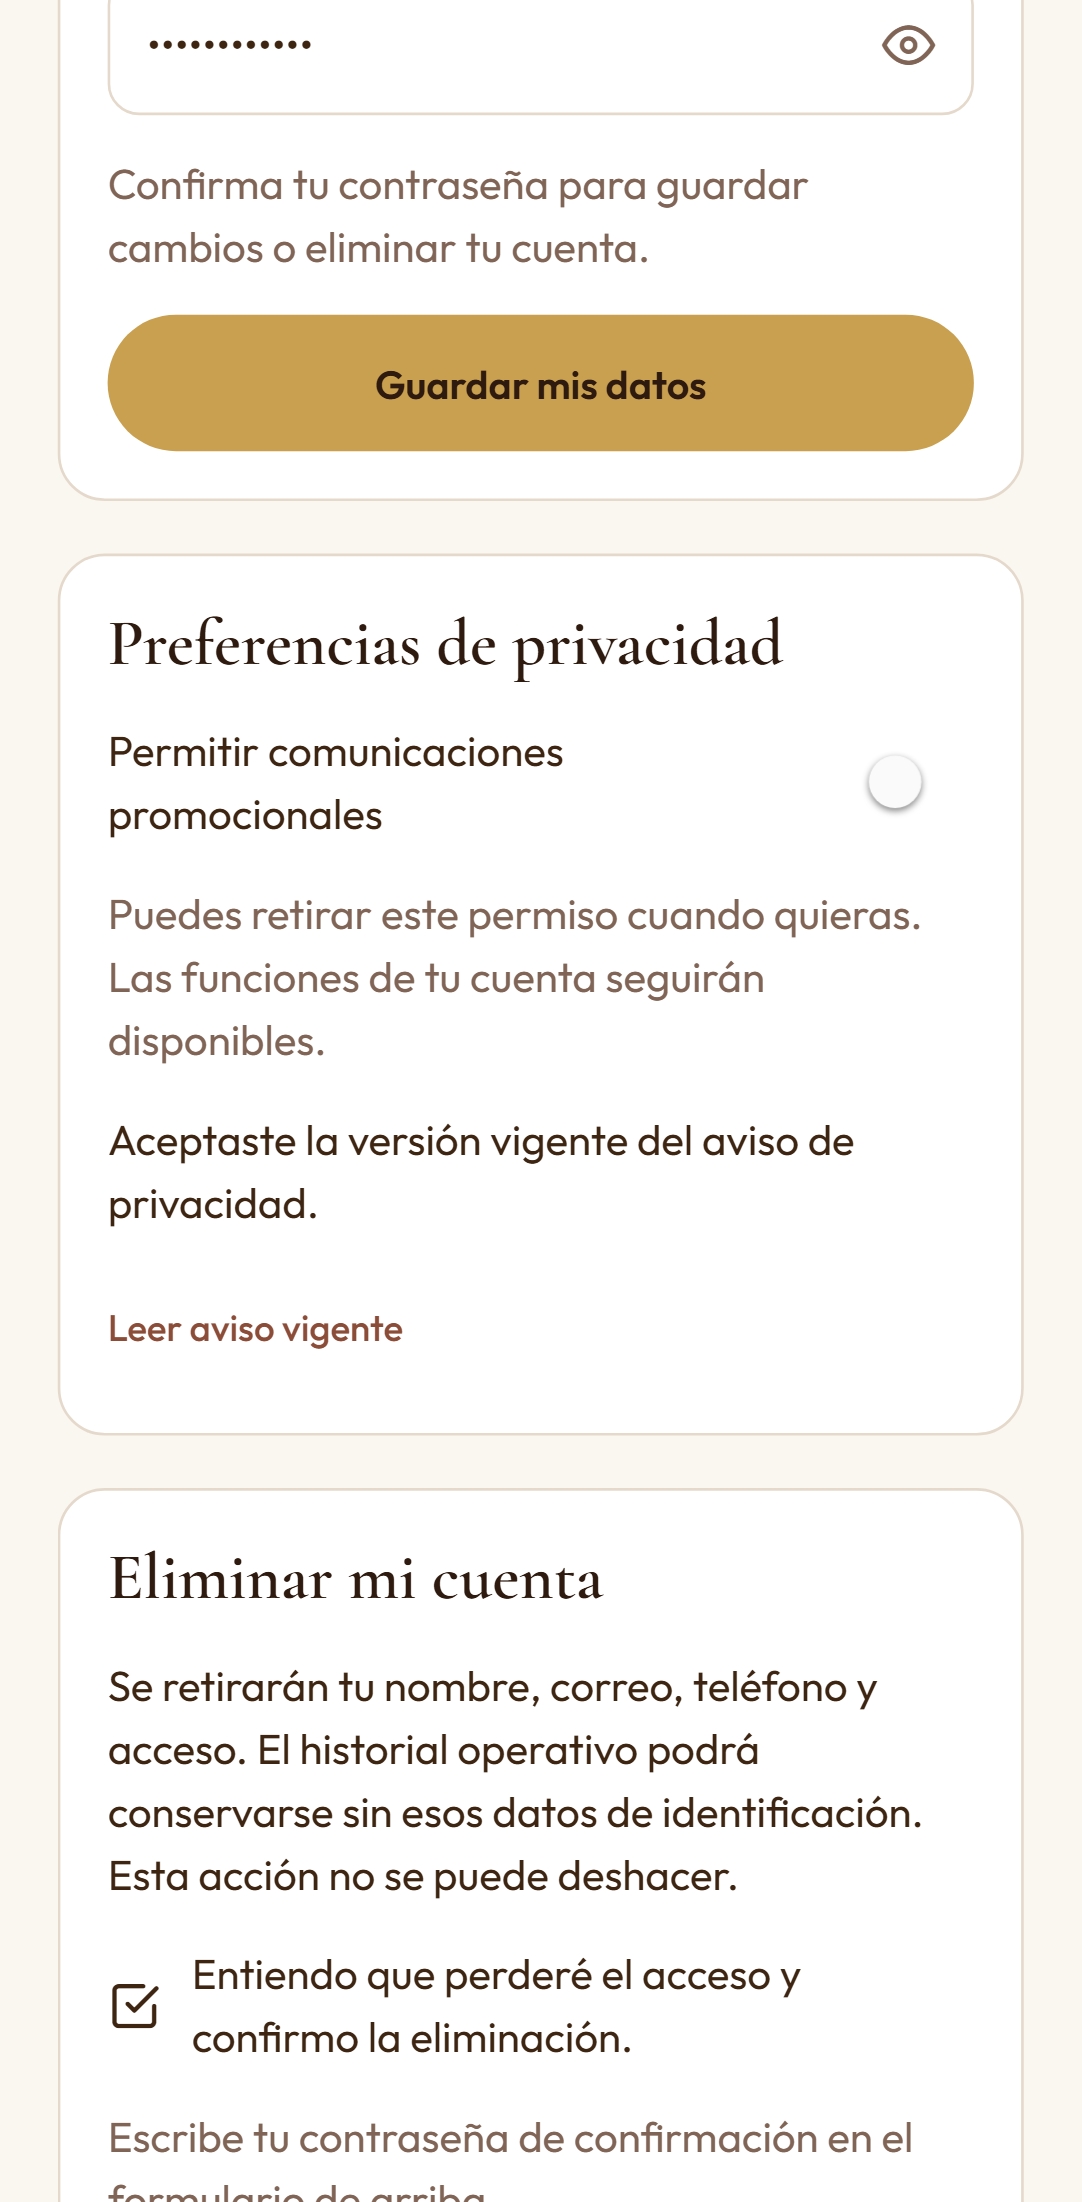 ••••••••••••
Confirma tu contraseña para guardar
cambios o eliminar tu cuenta.
Guardar mis datos
Preferencias de privacidad
Permitir comunicaciones
promocionales
Puedes retirar este permiso cuando quieras.
Las funciones de tu cuenta seguirán
disponibles.
Aceptaste la versión vigente del aviso de
privacidad.
Leer aviso vigente
Eliminar mi cuenta
Se retirarán tu nombre, correo, teléfono y
acceso. El historial operativo podrá
conservarse sin esos datos de identificación.
Esta acción no se puede deshacer.
Entiendo que perderé el acceso y
confirmo la eliminación.
Escribe tu contraseña de confirmación en el
formulario de arriba.